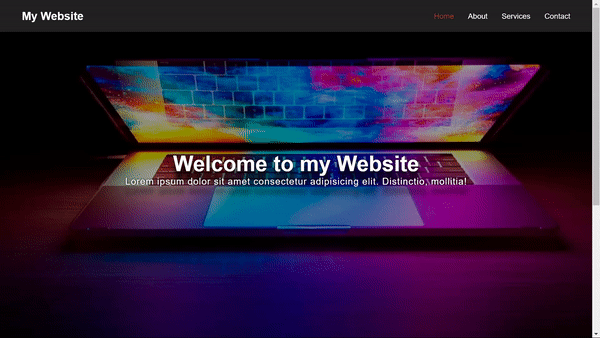 My Website
Home About Services Contact
Welcome to my Website
Lorem ipsum dolor sit amet consectetur adipisicing elit. Distinctio, mollitia!